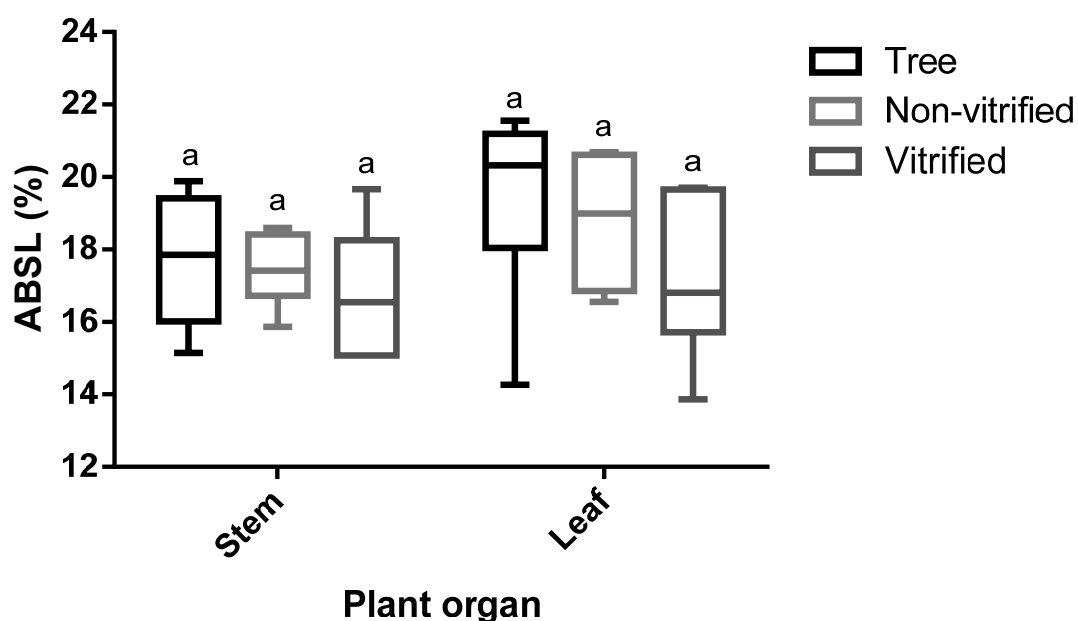 24
22
20
18
16
14
12
ABSL (%)
a
a
a
a
a
a
Stem
Leaf
Plant organ
Tree
Non-vitrified
Vitrified